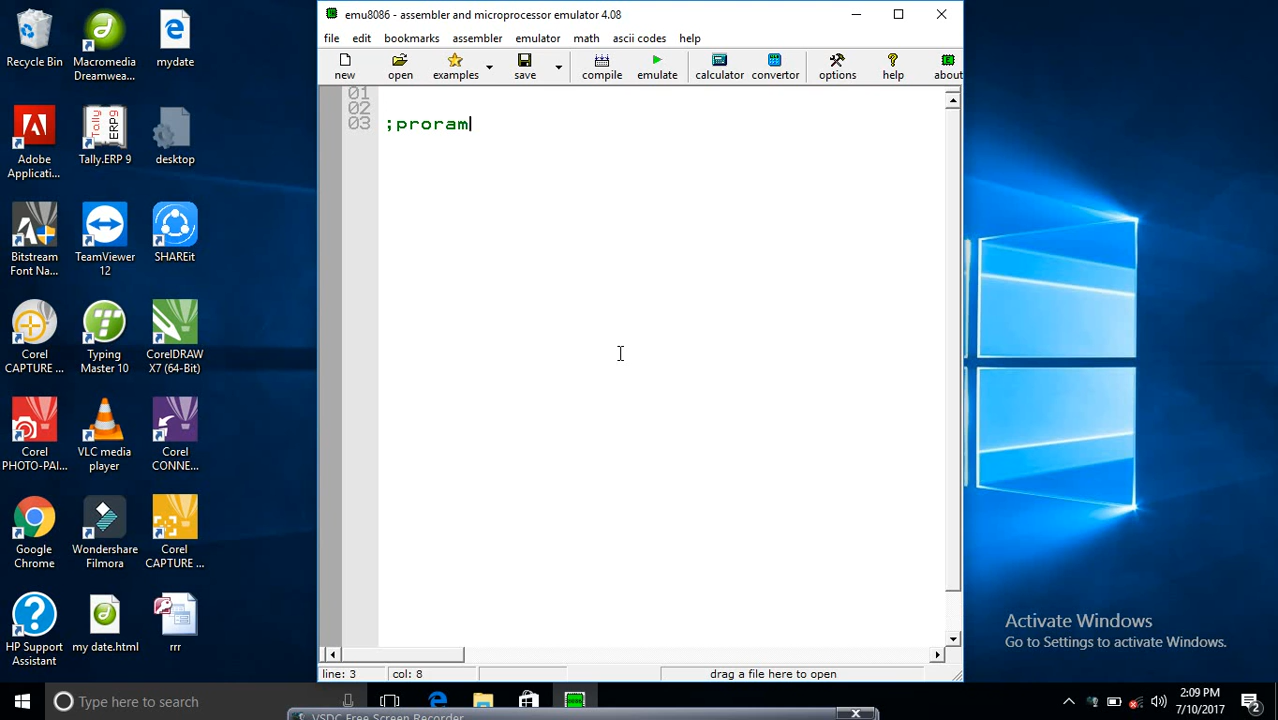 Recycle Bin
Macromedia
Dreamwea...
mydate
Adobe
Applicati...
Tally.ERP 9
desktop
Bitstream
Font Na...
TeamViewer
12
SHAREit
Corel
CAPTURE ...
Typing
Master 10
CorelDRAW
X7 (64-Bit)
Corel
PHOTO-PAI...
VLC media
player
Corel
CONNE...
Google
Chrome
Wondershare
Filmora
Corel
CAPTURE ...
HP Support
Assistant
my date.html
rrr
emu8086 - assembler and microprocessor emulator 4.08
file edit bookmarks assembler emulator math ascii codes help
new open examples save compile emulate calculator convertor options help about
01
02
03 ;proram
line: 3 col: 8 drag a file here to open
Activate Windows
Go to Settings to activate Windows.
Type here to search
2:09 PM
7/10/2017
2
VSDC Free Screen Recorder